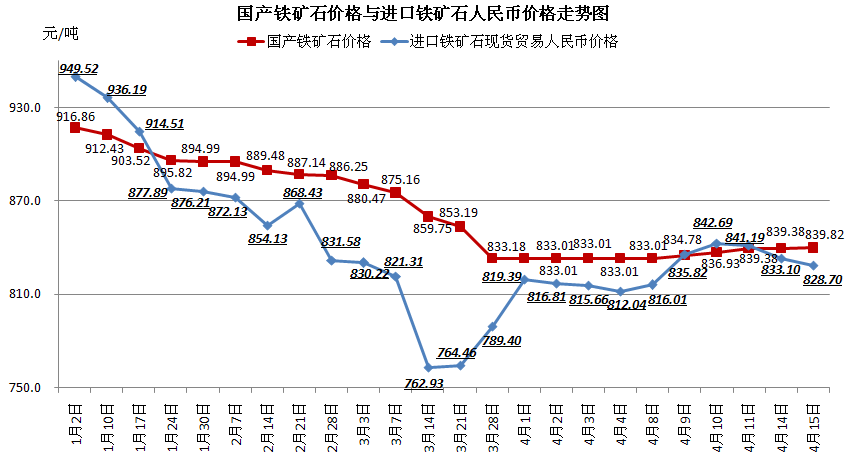 国产铁矿石价格与进口铁矿石人民币价格走势图
元/吨
国产铁矿石价格 进口铁矿石现货贸易人民币价格
949.52
936.19
930.0
916.86
914.51
912.43
903.52
895.82
894.99
894.99
889.48
887.14
886.25
880.47
875.16
877.89
876.21
872.13
870.0
868.43
859.75
853.19
854.13
842.69
841.19
839.38
839.82
833.18
833.01
833.01
833.01
834.78
831.58
830.22
821.31
819.39
833.01
833.01
835.82
836.93
839.38
833.10
828.70
816.81
815.66
812.04
816.01
810.0
789.40
764.46
762.93
750.0
1月2日
1月10日
1月17日
1月24日
1月30日
2月7日
2月14日
2月21日
2月28日
3月3日
3月7日
3月14日
3月21日
3月28日
4月1日
4月2日
4月3日
4月4日
4月8日
4月9日
4月10日
4月11日
4月14日
4月15日